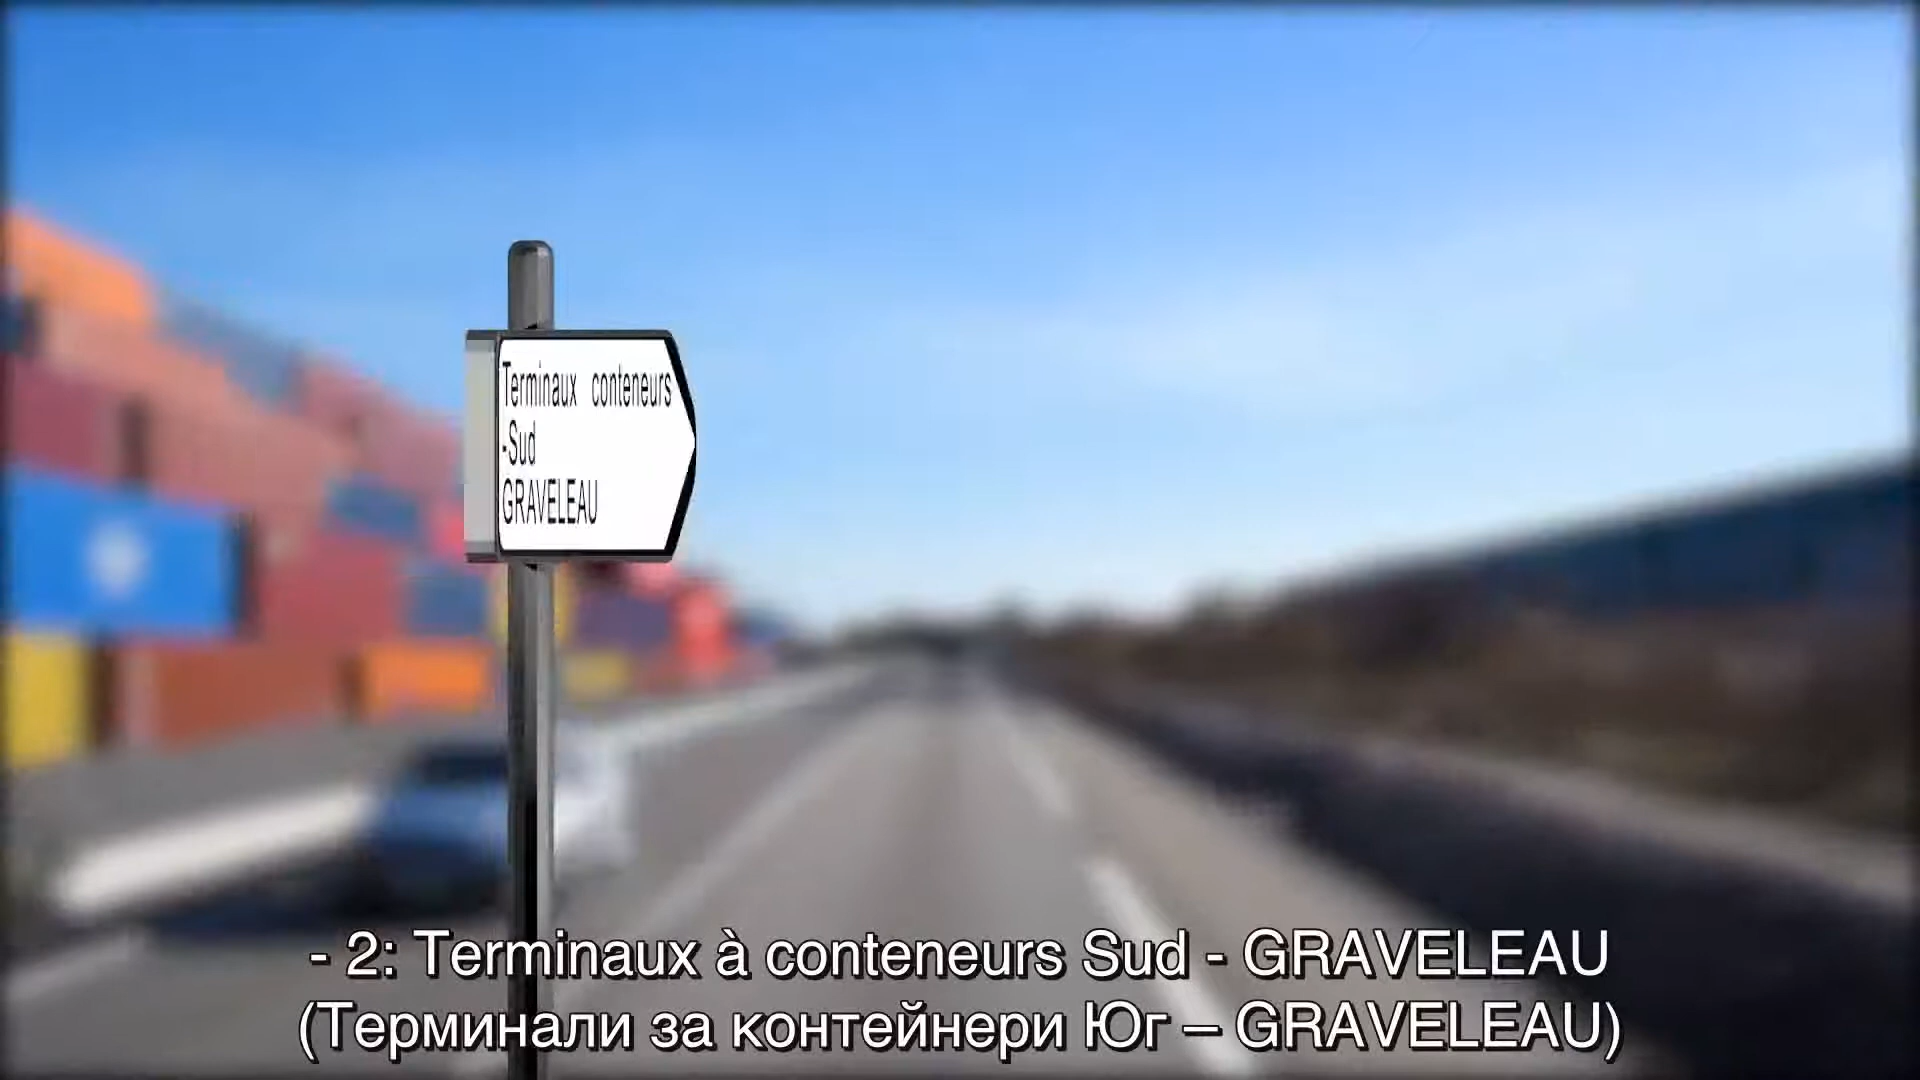 Terminaux conteneurs
-Sud
GRAVELEAU
- 2: Terminaux à conteneurs Sud - GRAVELEAU
(Терминали за контейнери Юг – GRAVELEAU)